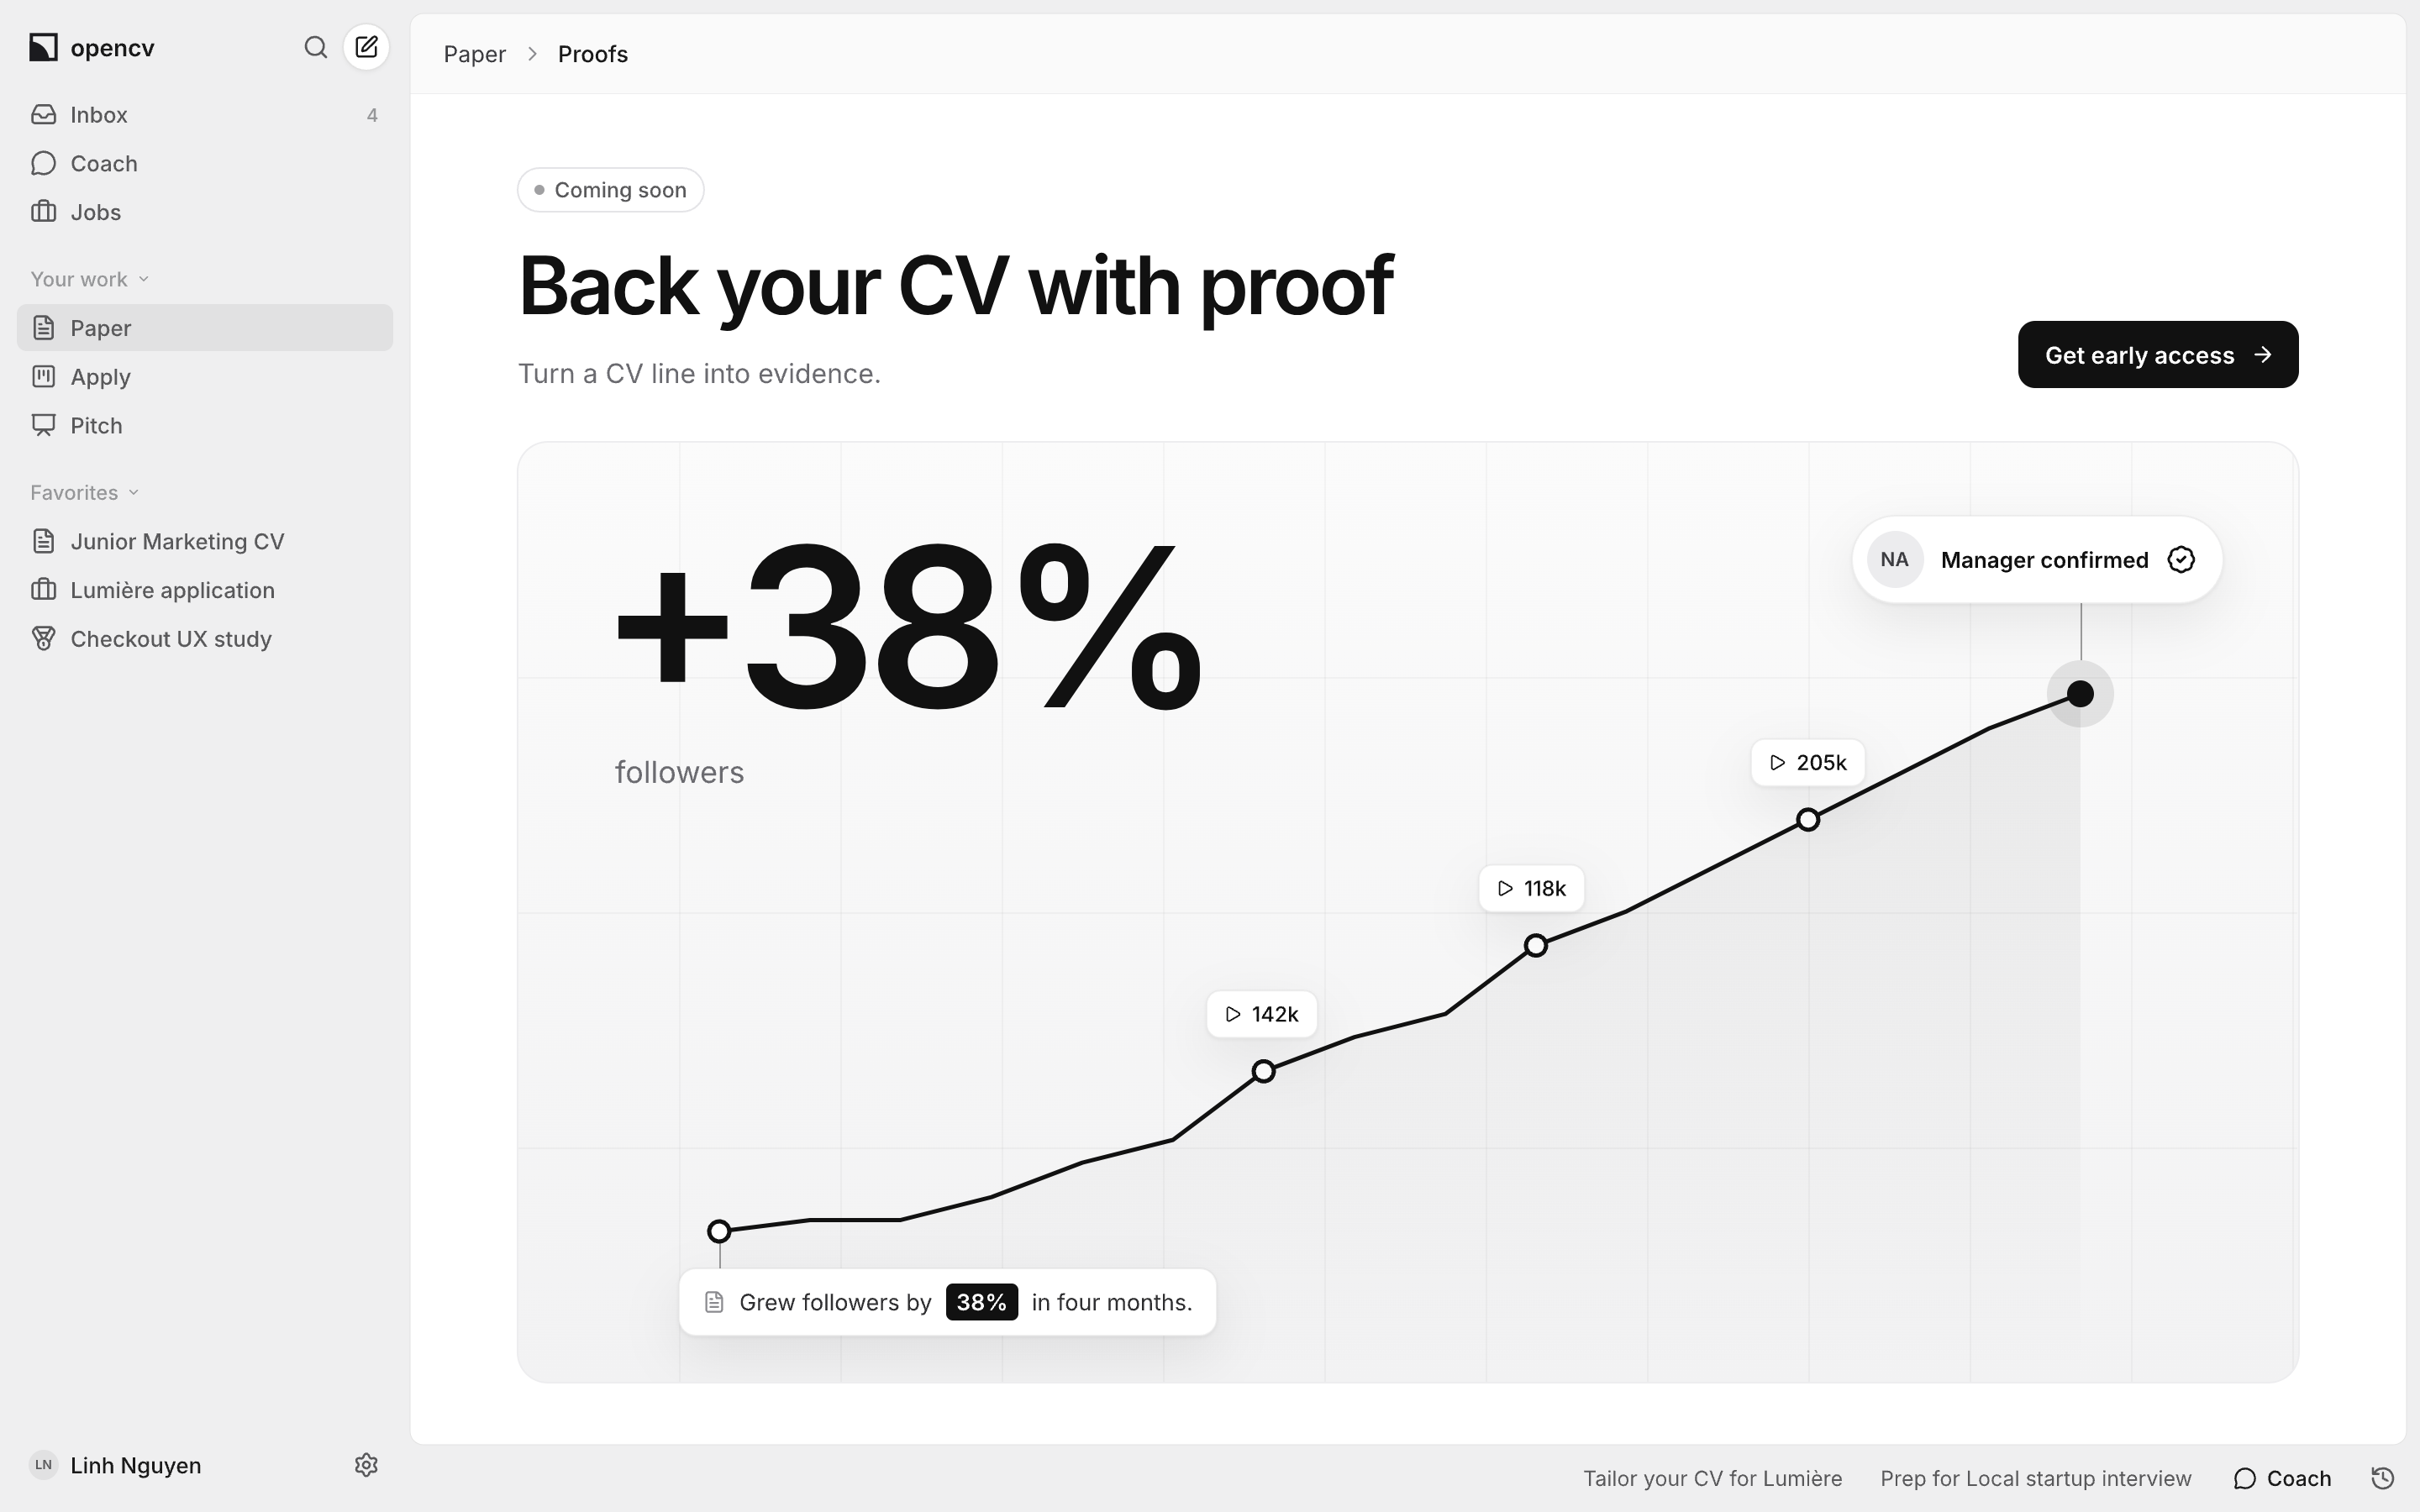 opencv
Inbox 4
Coach
Jobs
Your work
Paper
Apply
Pitch
Favorites
Junior Marketing CV
Lumière application
Checkout UX study
LN Linh Nguyen
Paper Proofs
Coming soon
Back your CV with proof
Turn a CV line into evidence.
Get early access
+38%
followers
NA Manager confirmed
205k
118k
142k
Grew followers by 38% in four months.
Tailor your CV for Lumière Prep for Local startup interview Coach